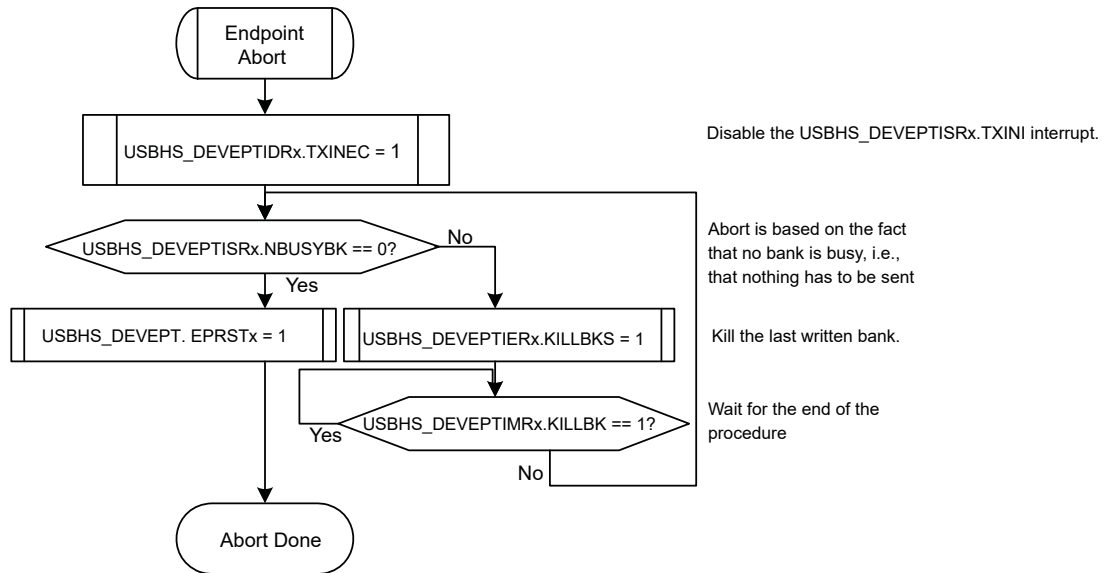 Endpoint
Abort
USBHS_DEVEPTIDRx.TXINEC = 1
Disable the USBHS_DEVEPTISRx.TXINI interrupt.
USBHS_DEVEPTISRx.NBUSYBK == 0?
No
Yes
Abort is based on the fact
that no bank is busy, i.e.,
that nothing has to be sent
USBHS_DEVEPT. EPRSTx = 1
USBHS_DEVEPTIERx.KILLBKS = 1
Kill the last written bank.
USBHS_DEVEPTIMRx.KILLBK == 1?
Yes
No
Wait for the end of the
procedure
Abort Done